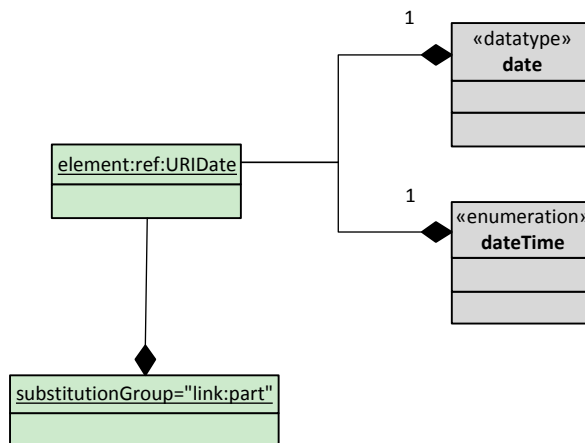 1
«datatype»
date
element:ref:URIDate
1
«enumeration»
dateTime
substitutionGroup="link:part"